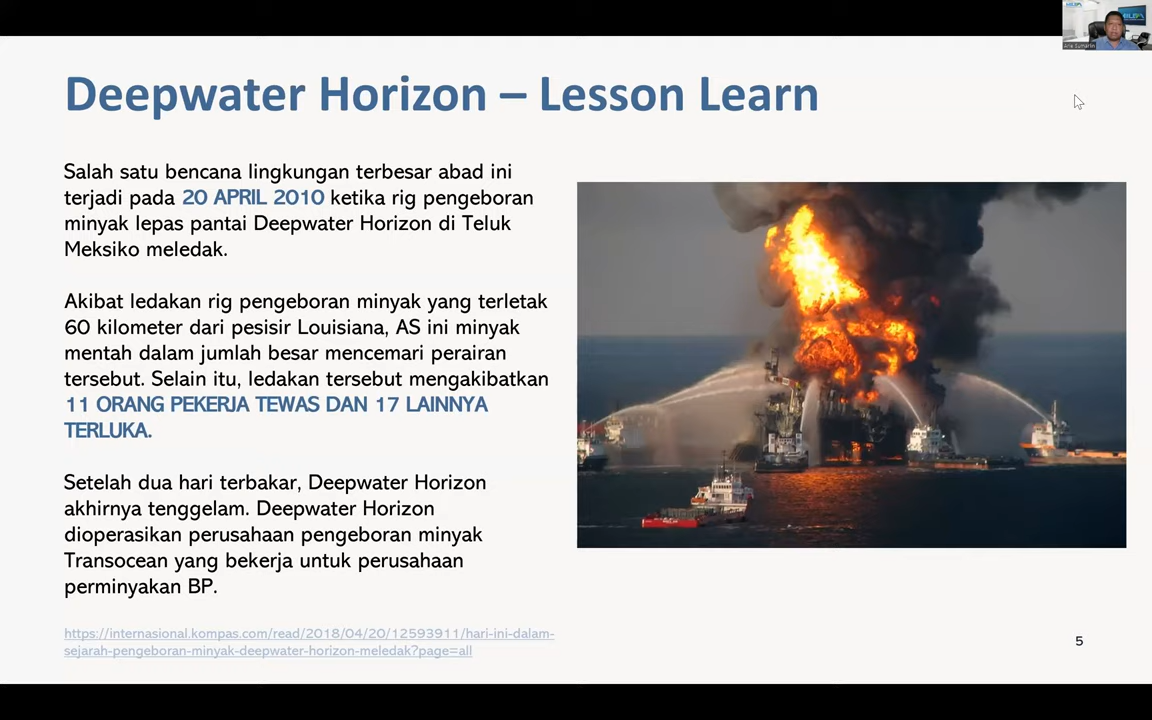 Deepwater Horizon – Lesson Learn
Salah satu bencana lingkungan terbesar abad ini
terjadi pada 20 APRIL 2010 ketika rig pengeboran
minyak lepas pantai Deepwater Horizon di Teluk
Meksiko meledak.
Akibat ledakan rig pengeboran minyak yang terletak
60 kilometer dari pesisir Louisiana, AS ini minyak
mentah dalam jumlah besar mencemari perairan
tersebut. Selain itu, ledakan tersebut mengakibatkan
11 ORANG PEKERJA TEWAS DAN 17 LAINNYA
TERLUKA.
Setelah dua hari terbakar, Deepwater Horizon
akhirnya tenggelam. Deepwater Horizon
dioperasikan perusahaan pengeboran minyak
Transocean yang bekerja untuk perusahaan
perminyakan BP.
https://internasional.kompas.com/read/2018/04/20/12593911/hari-ini-dalam-
sejarah-pengeboran-minyak-deepwater-horizon-meledak?page=all
5